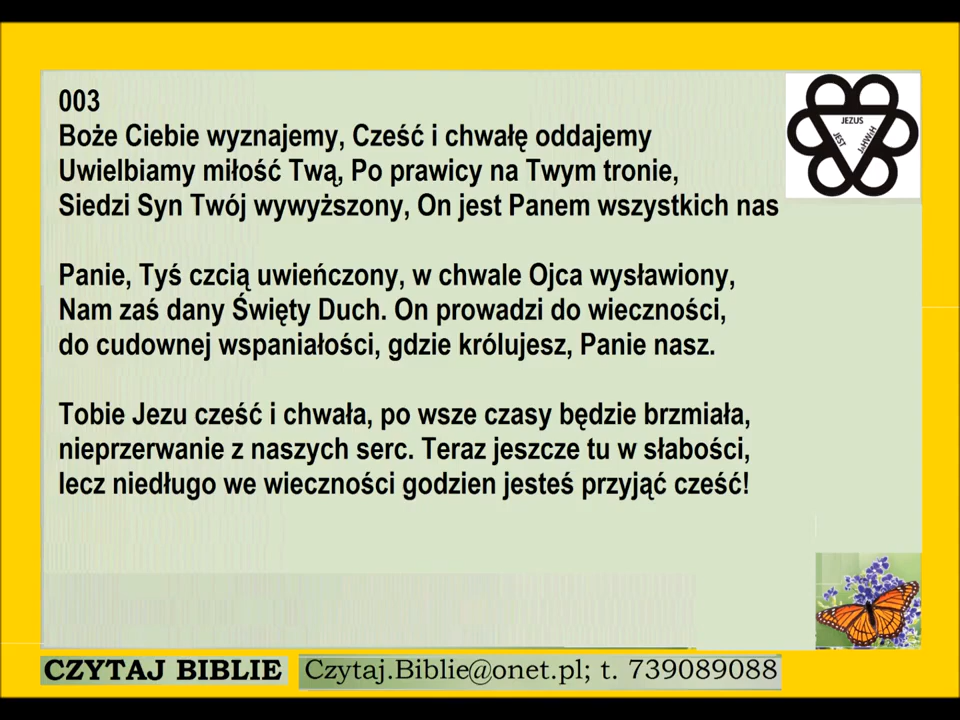 003
Boże Ciebie wyznajemy, Cześć i chwałę oddajemy
Uwielbiamy miłość Twą, Po prawicy na Twym tronie,
Siedzi Syn Twój wywyższony, On jest Panem wszystkich nas
Panie, Tyś czcią uwieńczony, w chwale Ojca wysławiony,
Nam zaś dany Święty Duch. On prowadzi do wieczności,
do cudownej wspaniałości, gdzie królujesz, Panie nasz.
Tobie Jezu cześć i chwała, po wsze czasy będzie brzmiała,
nieprzerwanie z naszych serc. Teraz jeszcze tu w słabości,
lecz niedługo we wieczności godzien jesteś przyjąć cześć!
JEZUS
JEST
JaHWeH
CZYTAJ BIBLIE
Czytaj.Biblie@onet.pl; t. 739089088